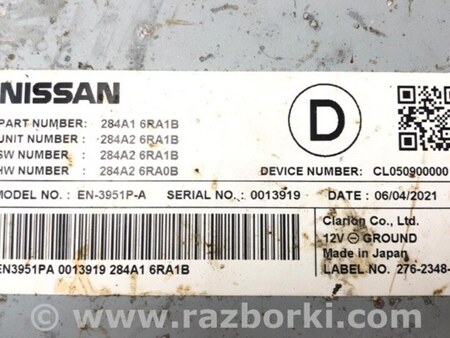 NISSAN
PART NUMBER: 284A1 6RA1B
UNIT NUMBER : 284A2 6RA1B
SW NUMBER : 284A2 6RA1B
HW NUMBER : 284A2 6RA0B
D
DEVICE NUMBER: CL050900000
MODEL NO. : EN-3951P-A SERIAL NO. : 0013919 DATE : 06/04/2021
Clarion Co., Ltd.
12V GROUND
Made in Japan
LABEL NO. 276-2348-
EN3951PA 0013919 284A1 6RA1B
www.razborki.com